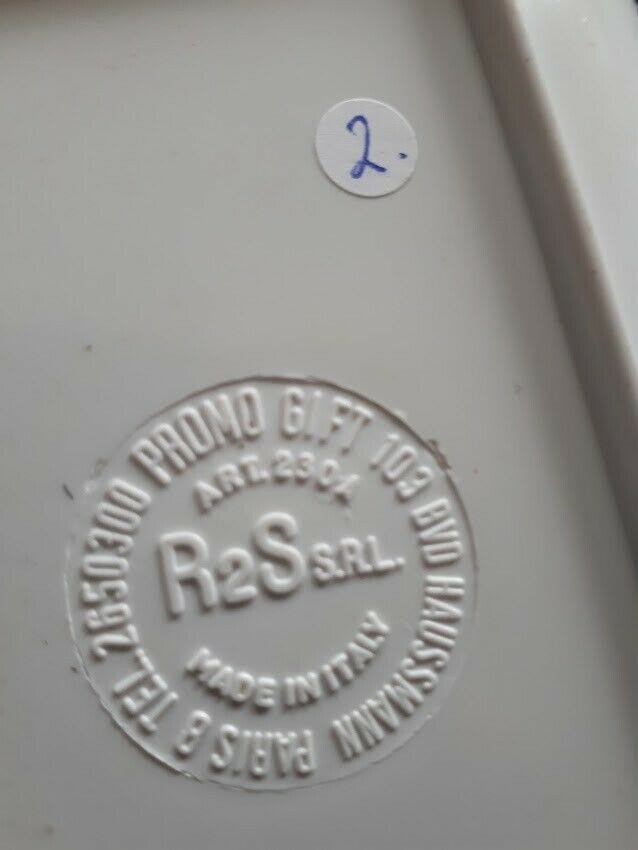 2.
PROMO GIFT 103 BVD HAUSSMANN PARIS 8 TEL.2650300
ART.2304
R2S S.R.L.
MADE IN ITALY